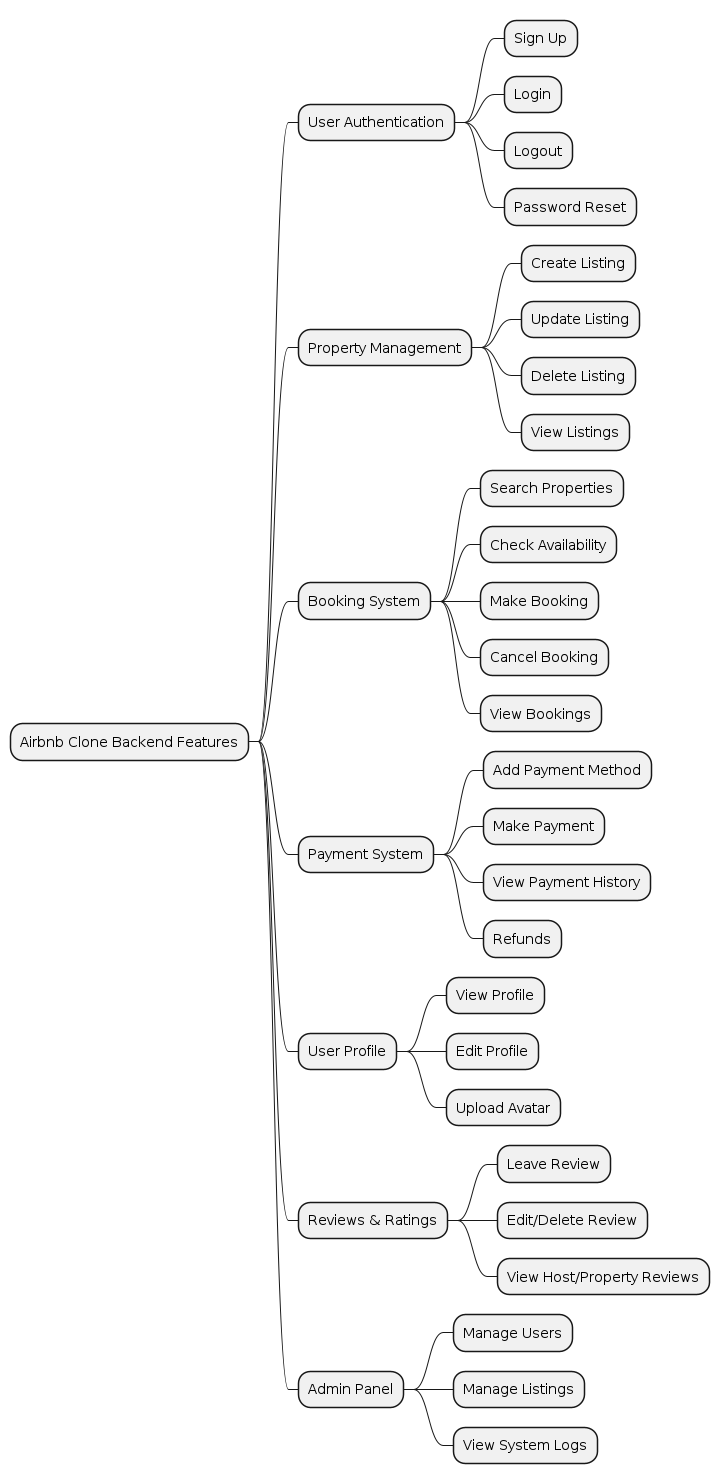 Airbnb Clone Backend Features
User Authentication
Sign Up
Login
Logout
Password Reset
Property Management
Create Listing
Update Listing
Delete Listing
View Listings
Booking System
Search Properties
Check Availability
Make Booking
Cancel Booking
View Bookings
Payment System
Add Payment Method
Make Payment
View Payment History
Refunds
User Profile
View Profile
Edit Profile
Upload Avatar
Reviews & Ratings
Leave Review
Edit/Delete Review
View Host/Property Reviews
Admin Panel
Manage Users
Manage Listings
View System Logs